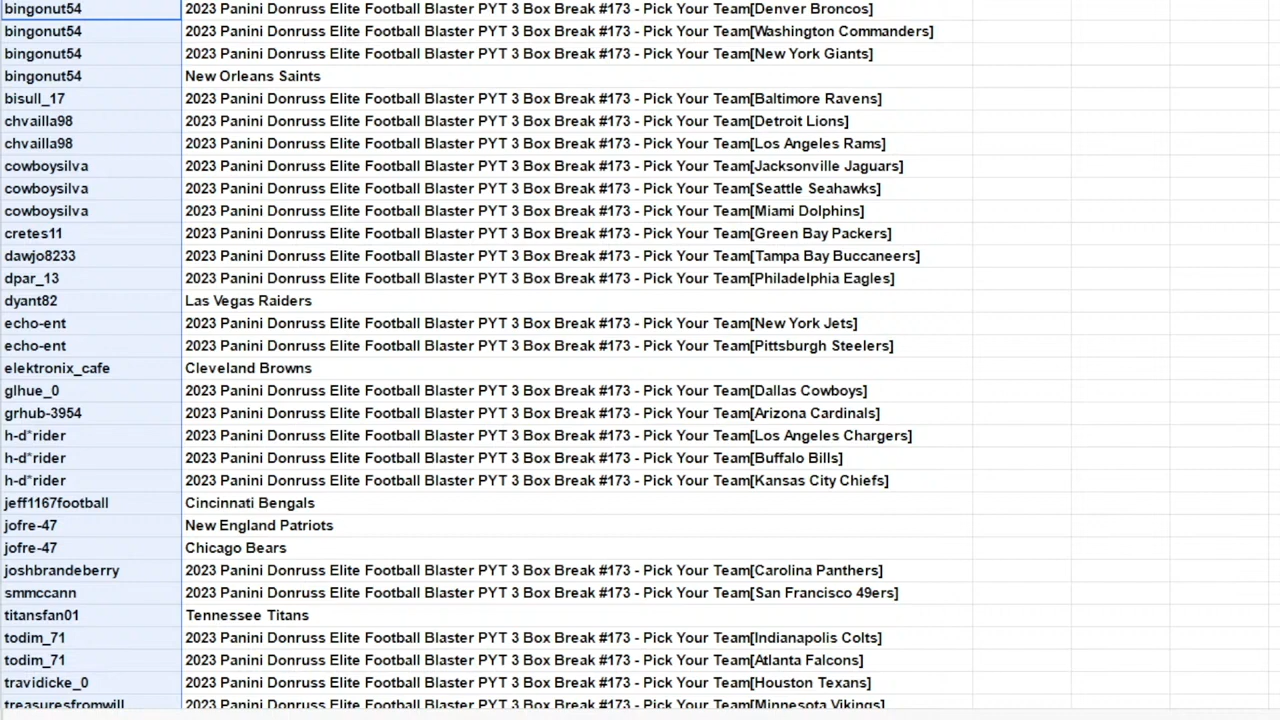 bingonut54 2023 Panini Donruss Elite Football Blaster PYT 3 Box Break #173 - Pick Your Team[Denver Broncos]
bingonut54 2023 Panini Donruss Elite Football Blaster PYT 3 Box Break #173 - Pick Your Team[Washington Commanders]
bingonut54 2023 Panini Donruss Elite Football Blaster PYT 3 Box Break #173 - Pick Your Team[New York Giants]
bingonut54 New Orleans Saints
bisull_17 2023 Panini Donruss Elite Football Blaster PYT 3 Box Break #173 - Pick Your Team[Baltimore Ravens]
chvailla98 2023 Panini Donruss Elite Football Blaster PYT 3 Box Break #173 - Pick Your Team[Detroit Lions]
chvailla98 2023 Panini Donruss Elite Football Blaster PYT 3 Box Break #173 - Pick Your Team[Los Angeles Rams]
cowboysilva 2023 Panini Donruss Elite Football Blaster PYT 3 Box Break #173 - Pick Your Team[Jacksonville Jaguars]
cowboysilva 2023 Panini Donruss Elite Football Blaster PYT 3 Box Break #173 - Pick Your Team[Seattle Seahawks]
cowboysilva 2023 Panini Donruss Elite Football Blaster PYT 3 Box Break #173 - Pick Your Team[Miami Dolphins]
cretes11 2023 Panini Donruss Elite Football Blaster PYT 3 Box Break #173 - Pick Your Team[Green Bay Packers]
dawjo8233 2023 Panini Donruss Elite Football Blaster PYT 3 Box Break #173 - Pick Your Team[Tampa Bay Buccaneers]
dpar_13 2023 Panini Donruss Elite Football Blaster PYT 3 Box Break #173 - Pick Your Team[Philadelphia Eagles]
dyant82 Las Vegas Raiders
echo-ent 2023 Panini Donruss Elite Football Blaster PYT 3 Box Break #173 - Pick Your Team[New York Jets]
echo-ent 2023 Panini Donruss Elite Football Blaster PYT 3 Box Break #173 - Pick Your Team[Pittsburgh Steelers]
elektronix_cafe Cleveland Browns
glhue_0 2023 Panini Donruss Elite Football Blaster PYT 3 Box Break #173 - Pick Your Team[Dallas Cowboys]
grhub-3954 2023 Panini Donruss Elite Football Blaster PYT 3 Box Break #173 - Pick Your Team[Arizona Cardinals]
h-d*rider 2023 Panini Donruss Elite Football Blaster PYT 3 Box Break #173 - Pick Your Team[Los Angeles Chargers]
h-d*rider 2023 Panini Donruss Elite Football Blaster PYT 3 Box Break #173 - Pick Your Team[Buffalo Bills]
h-d*rider 2023 Panini Donruss Elite Football Blaster PYT 3 Box Break #173 - Pick Your Team[Kansas City Chiefs]
jeff1167football Cincinnati Bengals
jofre-47 New England Patriots
jofre-47 Chicago Bears
joshbrandeberry 2023 Panini Donruss Elite Football Blaster PYT 3 Box Break #173 - Pick Your Team[Carolina Panthers]
smmccann 2023 Panini Donruss Elite Football Blaster PYT 3 Box Break #173 - Pick Your Team[San Francisco 49ers]
titansfan01 Tennessee Titans
todim_71 2023 Panini Donruss Elite Football Blaster PYT 3 Box Break #173 - Pick Your Team[Indianapolis Colts]
todim_71 2023 Panini Donruss Elite Football Blaster PYT 3 Box Break #173 - Pick Your Team[Atlanta Falcons]
travidicke_0 2023 Panini Donruss Elite Football Blaster PYT 3 Box Break #173 - Pick Your Team[Houston Texans]
treasuresfromwill 2023 Panini Donruss Elite Football Blaster PYT 3 Box Break #173 - Pick Your Team[Minnesota Vikings]